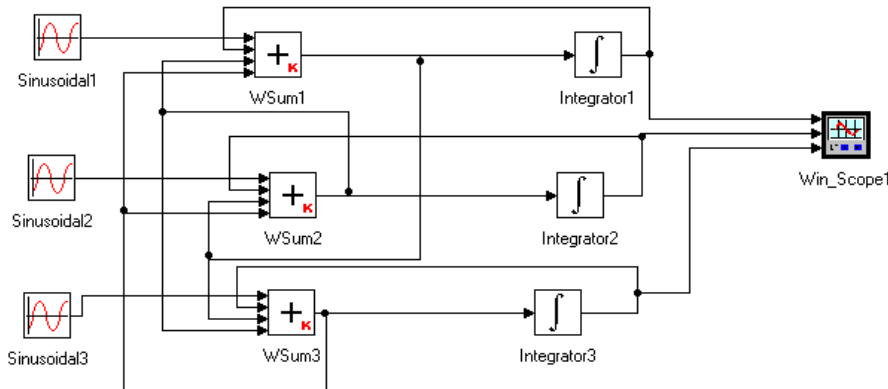 Sinusoidal1
+
K
WSum1
∫
Integrator1
Win_Scope1
Sinusoidal2
+
K
WSum2
∫
Integrator2
Sinusoidal3
+
K
WSum3
∫
Integrator3